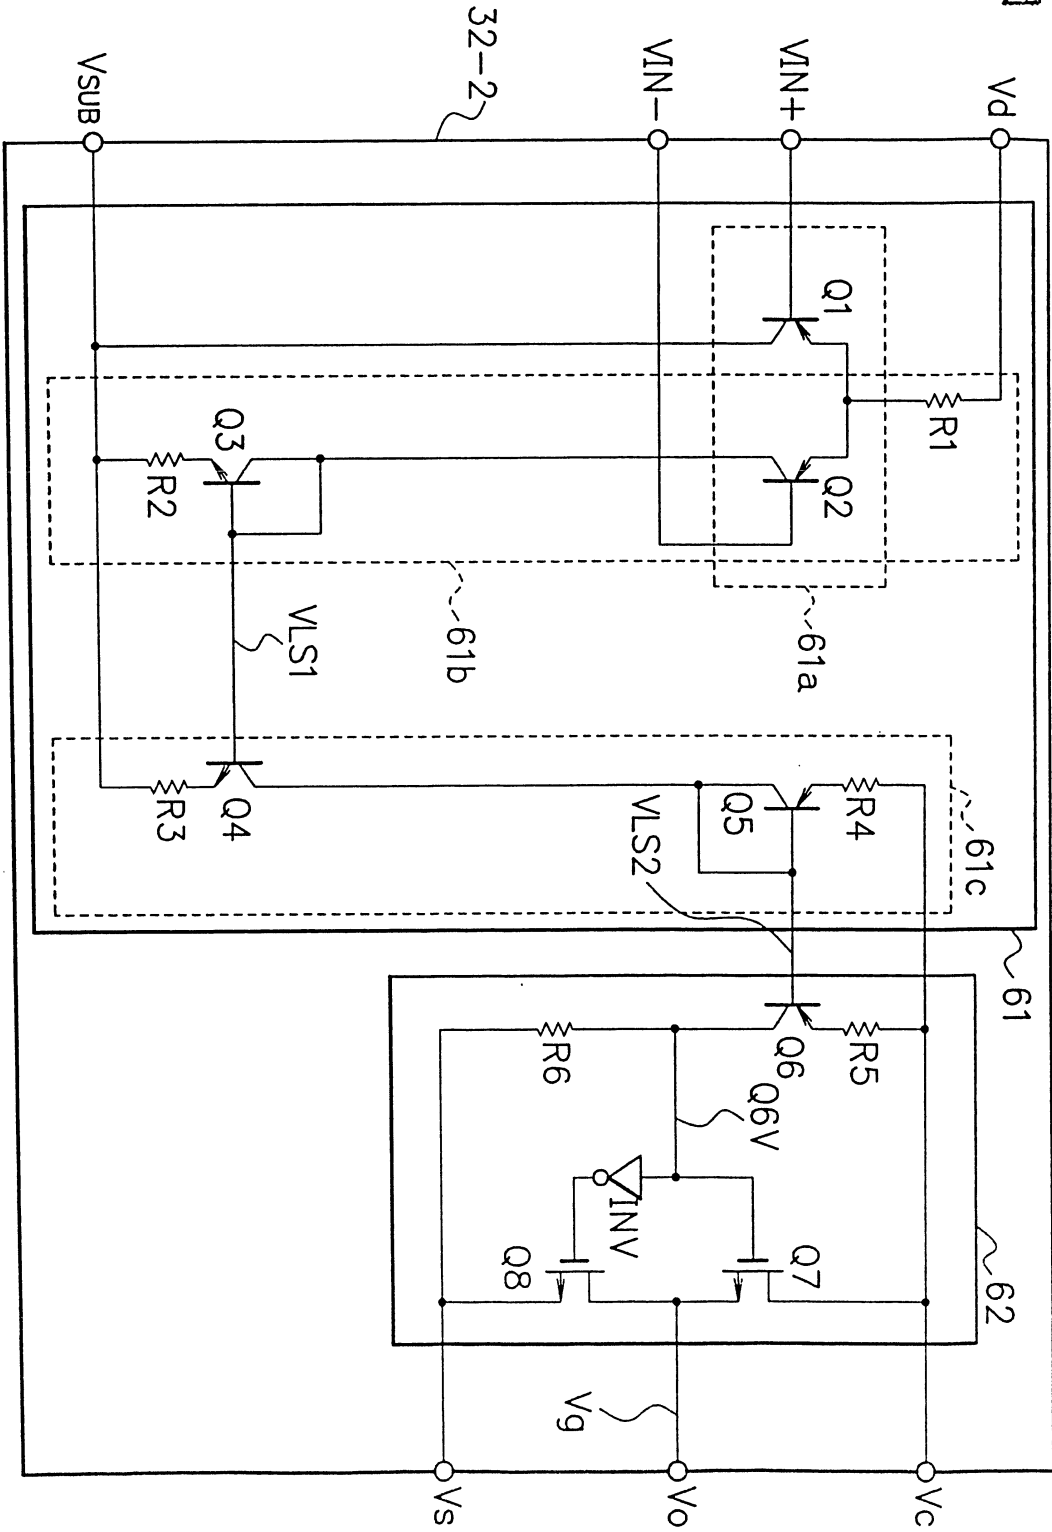 32-2
Vd
VIN+
VIN-
VSUB
R1
Q1
Q2
61a
Q3
R2
61b
VLS1
61c
R4
Q5
VLS2
Q4
R3
61
62
R5
Q6
Q6V
R6
INV
Q7
Q8
Vg
Vc
Vo
Vs